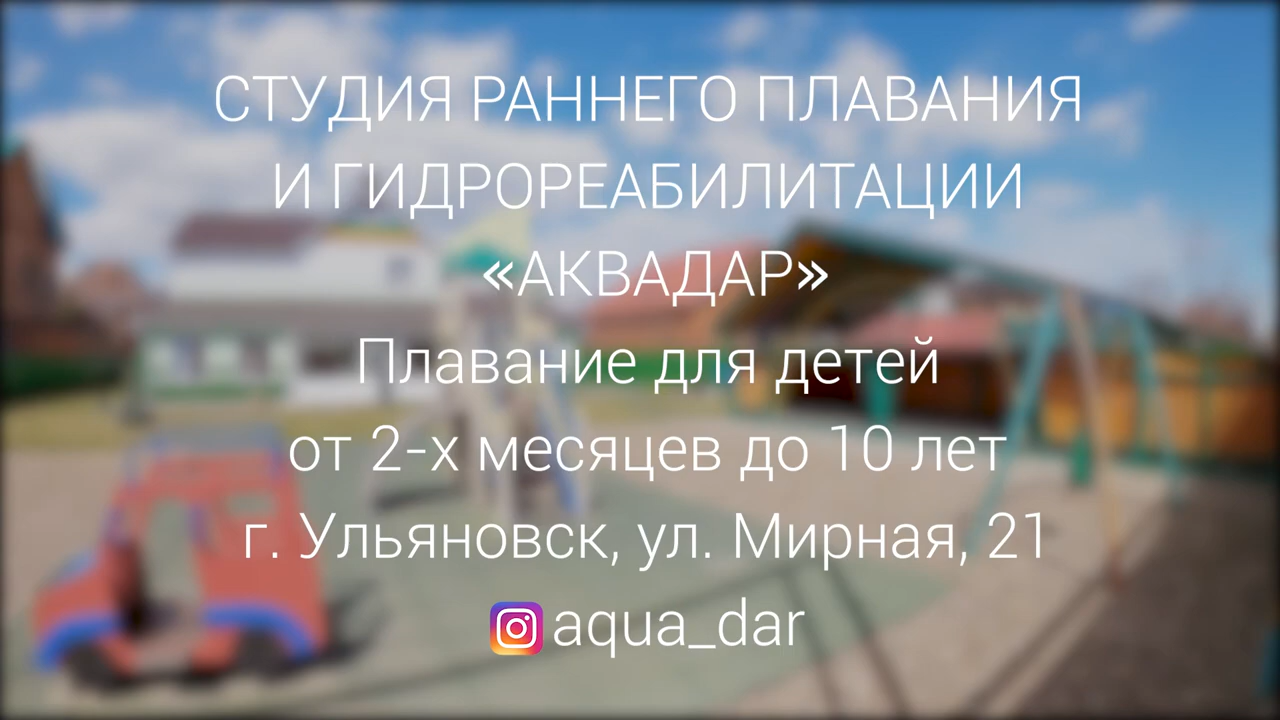 СТУДИЯ РАННЕГО ПЛАВАНИЯ
И ГИДРОРЕАБИЛИТАЦИИ
«АКВАДАР»
Плавание для детей
от 2-х месяцев до 10 лет
г. Ульяновск, ул. Мирная, 21
aqua_dar